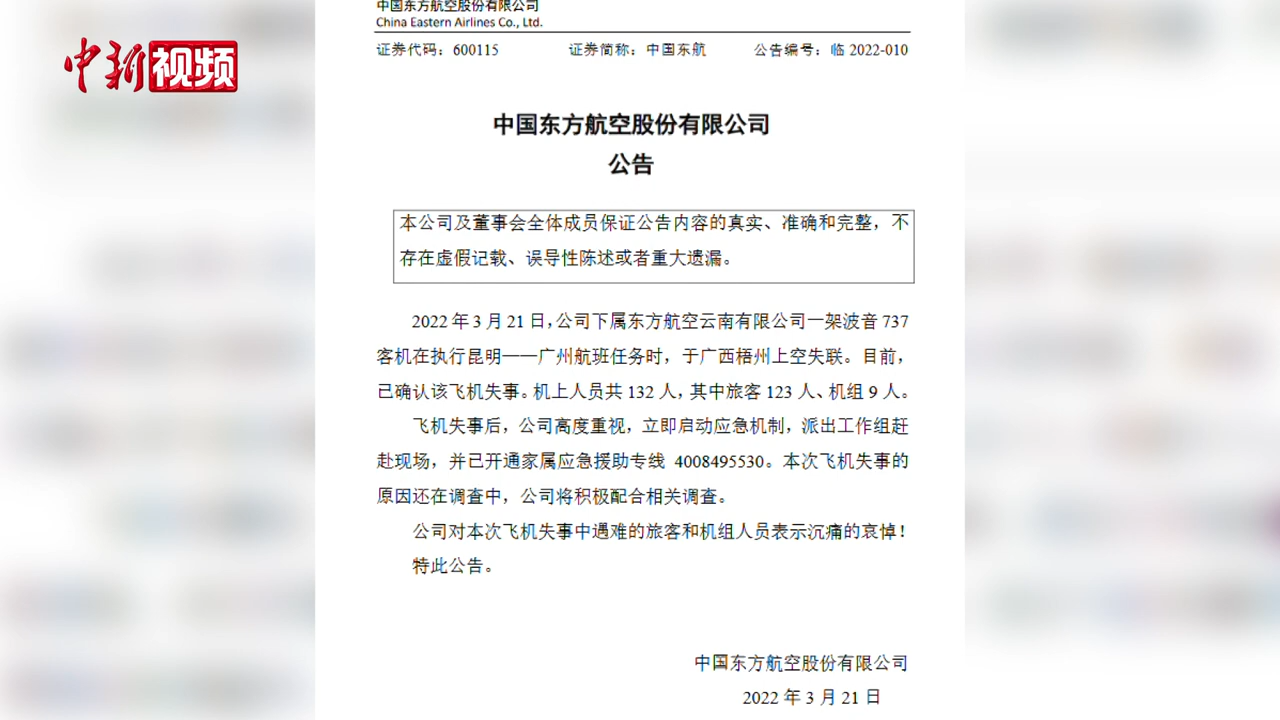 中新视频
中国东方航空股份有限公司
China Eastern Airlines Co., Ltd.
证券代码：600115 证券简称：中国东航 公告编号：临 2022-010
中国东方航空股份有限公司
公告
本公司及董事会全体成员保证公告内容的真实、准确和完整，不
存在虚假记载、误导性陈述或者重大遗漏。
2022 年 3 月 21 日，公司下属东方航空云南有限公司一架波音 737
客机在执行昆明——广州航班任务时，于广西梧州上空失联。目前，
已确认该飞机失事。机上人员共 132 人，其中旅客 123 人、机组 9 人。
飞机失事后，公司高度重视，立即启动应急机制，派出工作组赶
赴现场，并已开通家属应急援助专线 4008495530。本次飞机失事的
原因还在调查中，公司将积极配合相关调查。
公司对本次飞机失事中遇难的旅客和机组人员表示沉痛的哀悼！
特此公告。
中国东方航空股份有限公司
2022 年 3 月 21 日